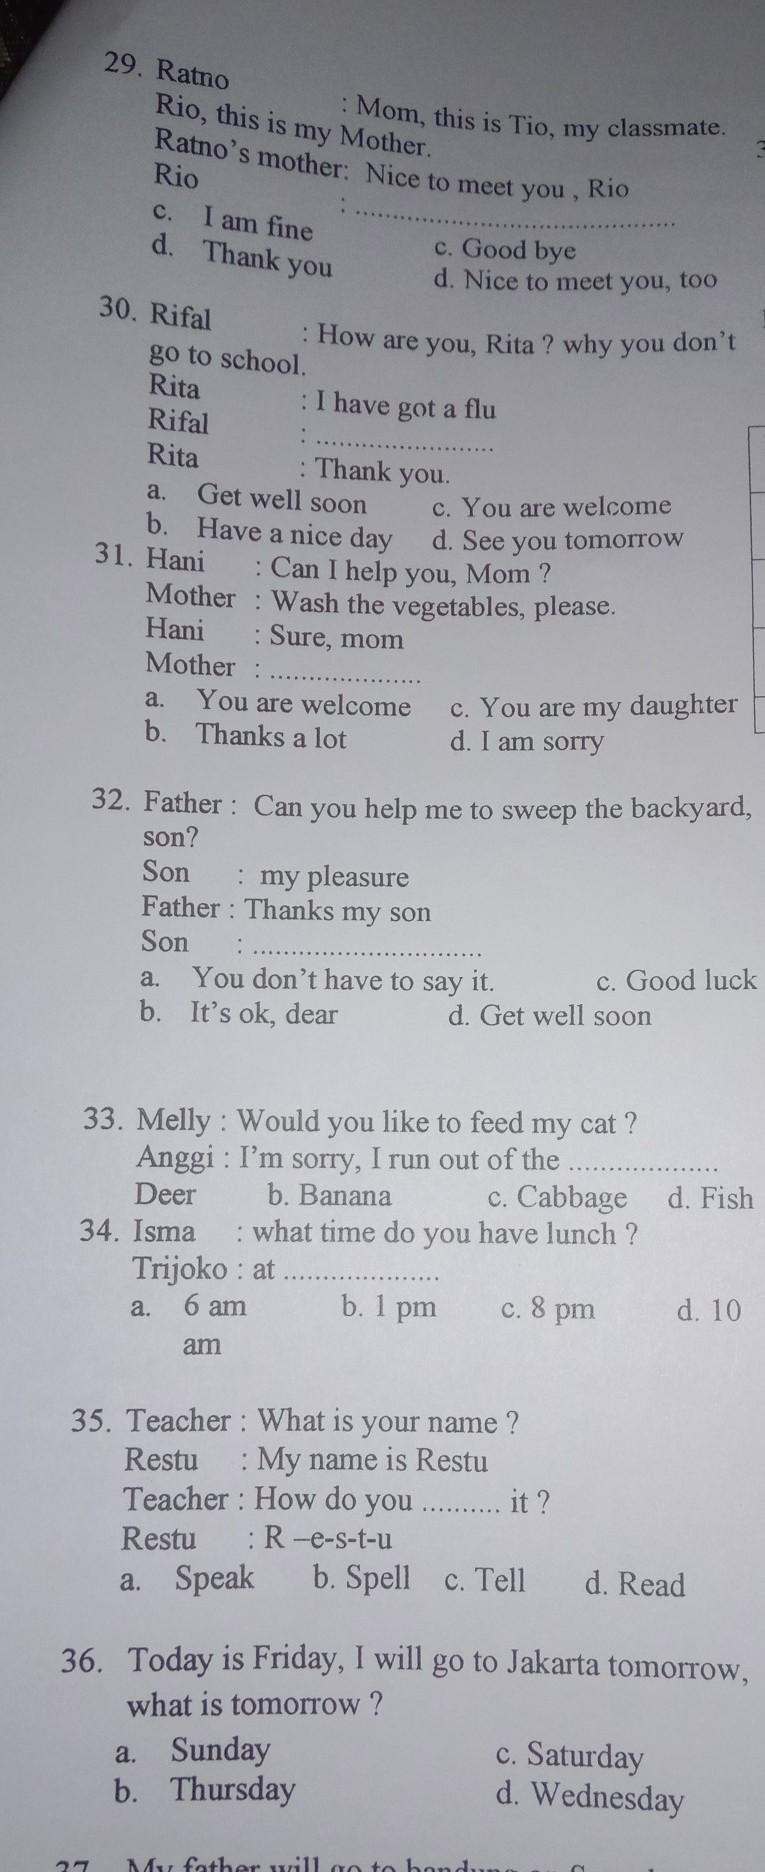 29. Ratno : Mom, this is Tio, my classmate.
Rio, this is my Mother.
Ratno's mother: Nice to meet you , Rio
Rio : ........................................
c. I am fine c. Good bye
d. Thank you d. Nice to meet you, too
30. Rifal : How are you, Rita ? why you don't
go to school.
Rita : I have got a flu
Rifal : ........................
Rita : Thank you.
a. Get well soon c. You are welcome
b. Have a nice day d. See you tomorrow
31. Hani : Can I help you, Mom ?
Mother : Wash the vegetables, please.
Hani : Sure, mom
Mother : ....................
a. You are welcome c. You are my daughter
b. Thanks a lot d. I am sorry
32. Father : Can you help me to sweep the backyard,
son?
Son : my pleasure
Father : Thanks my son
Son : ..............................
a. You don't have to say it. c. Good luck
b. It's ok, dear d. Get well soon
33. Melly : Would you like to feed my cat ?
Anggi : I'm sorry, I run out of the ...................
Deer b. Banana c. Cabbage d. Fish
34. Isma : what time do you have lunch ?
Trijoko : at ....................
a. 6 am b. 1 pm c. 8 pm d. 10
am
35. Teacher : What is your name ?
Restu : My name is Restu
Teacher : How do you .......... it ?
Restu : R –e-s-t-u
a. Speak b. Spell c. Tell d. Read
36. Today is Friday, I will go to Jakarta tomorrow,
what is tomorrow ?
a. Sunday c. Saturday
b. Thursday d. Wednesday
37 My father will go to